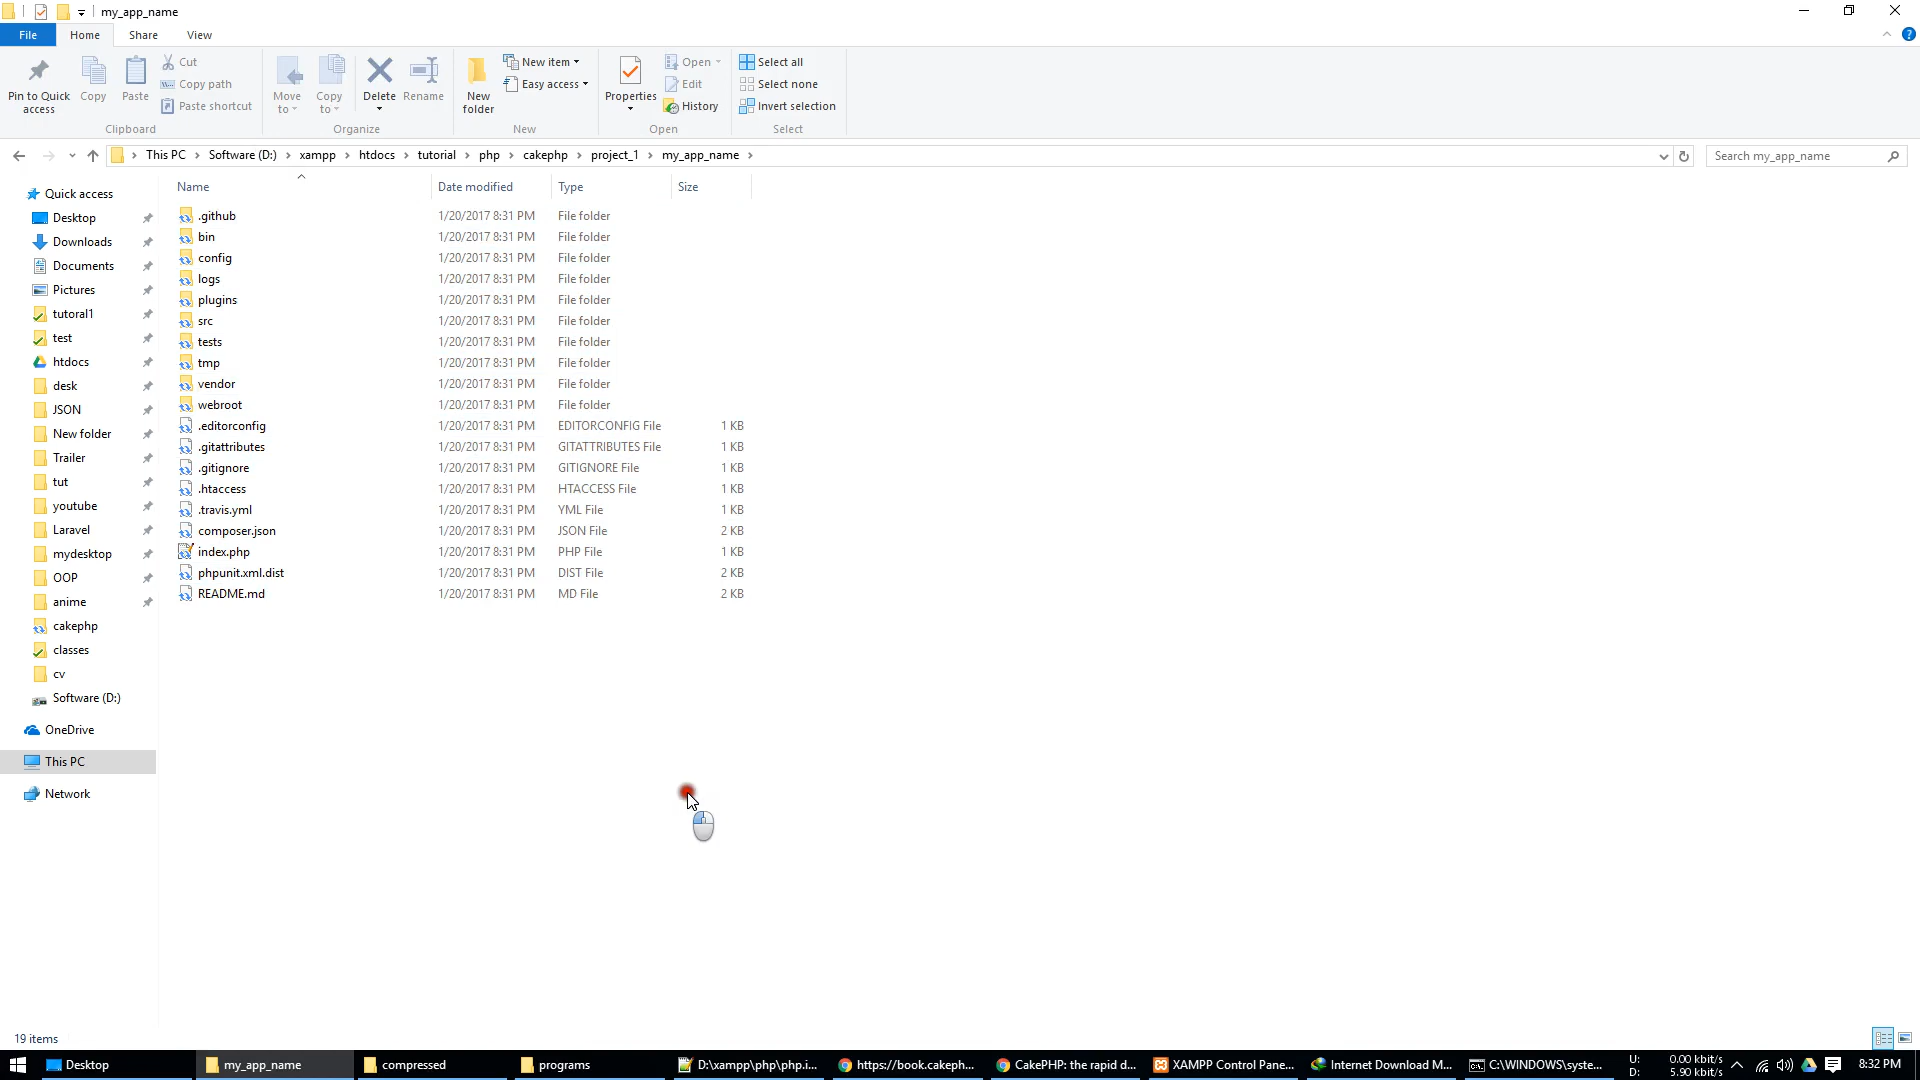 my_app_name
File Home Share View
Pin to Quick access
Copy
Paste
Cut
Copy path
Paste shortcut
Clipboard
Move to
Copy to
Delete
Rename
Organize
New folder
New item
Easy access
New
Properties
Open
Edit
History
Open
Select all
Select none
Invert selection
Select
This PC > Software (D:) > xampp > htdocs > tutorial > php > cakephp > project_1 > my_app_name >
Search my_app_name
Quick access
Desktop
Downloads
Documents
Pictures
tutoral1
test
htdocs
desk
JSON
New folder
Trailer
tut
youtube
Laravel
mydesktop
OOP
anime
cakephp
classes
cv
Software (D:)
OneDrive
This PC
Network
Name Date modified Type Size
.github 1/20/2017 8:31 PM File folder
bin 1/20/2017 8:31 PM File folder
config 1/20/2017 8:31 PM File folder
logs 1/20/2017 8:31 PM File folder
plugins 1/20/2017 8:31 PM File folder
src 1/20/2017 8:31 PM File folder
tests 1/20/2017 8:31 PM File folder
tmp 1/20/2017 8:31 PM File folder
vendor 1/20/2017 8:31 PM File folder
webroot 1/20/2017 8:31 PM File folder
.editorconfig 1/20/2017 8:31 PM EDITORCONFIG File 1 KB
.gitattributes 1/20/2017 8:31 PM GITATTRIBUTES File 1 KB
.gitignore 1/20/2017 8:31 PM GITIGNORE File 1 KB
.htaccess 1/20/2017 8:31 PM HTACCESS File 1 KB
.travis.yml 1/20/2017 8:31 PM YML File 1 KB
composer.json 1/20/2017 8:31 PM JSON File 2 KB
index.php 1/20/2017 8:31 PM PHP File 1 KB
phpunit.xml.dist 1/20/2017 8:31 PM DIST File 2 KB
README.md 1/20/2017 8:31 PM MD File 2 KB
19 items
Desktop
my_app_name
compressed
programs
D:\xampp\php\php.i...
https://book.cakeph...
CakePHP: the rapid d...
XAMPP Control Pane...
Internet Download M...
C:\WINDOWS\syste...
U: 0.00 kbit/s
D: 5.90 kbit/s
8:32 PM